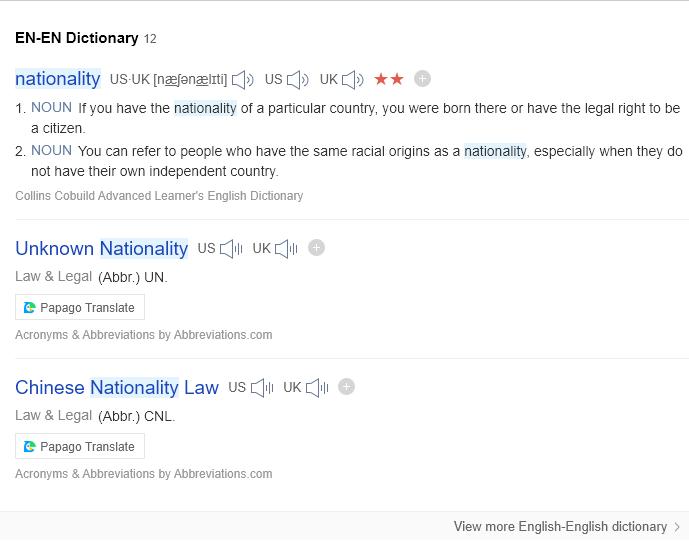 EN-EN Dictionary 12
nationality US·UK [næʃənælɪti] US UK
1. NOUN If you have the nationality of a particular country, you were born there or have the legal right to be
a citizen.
2. NOUN You can refer to people who have the same racial origins as a nationality, especially when they do
not have their own independent country.
Collins Cobuild Advanced Learner's English Dictionary
Unknown Nationality US UK
Law & Legal (Abbr.) UN.
Papago Translate
Acronyms & Abbreviations by Abbreviations.com
Chinese Nationality Law US UK
Law & Legal (Abbr.) CNL.
Papago Translate
Acronyms & Abbreviations by Abbreviations.com
View more English-English dictionary